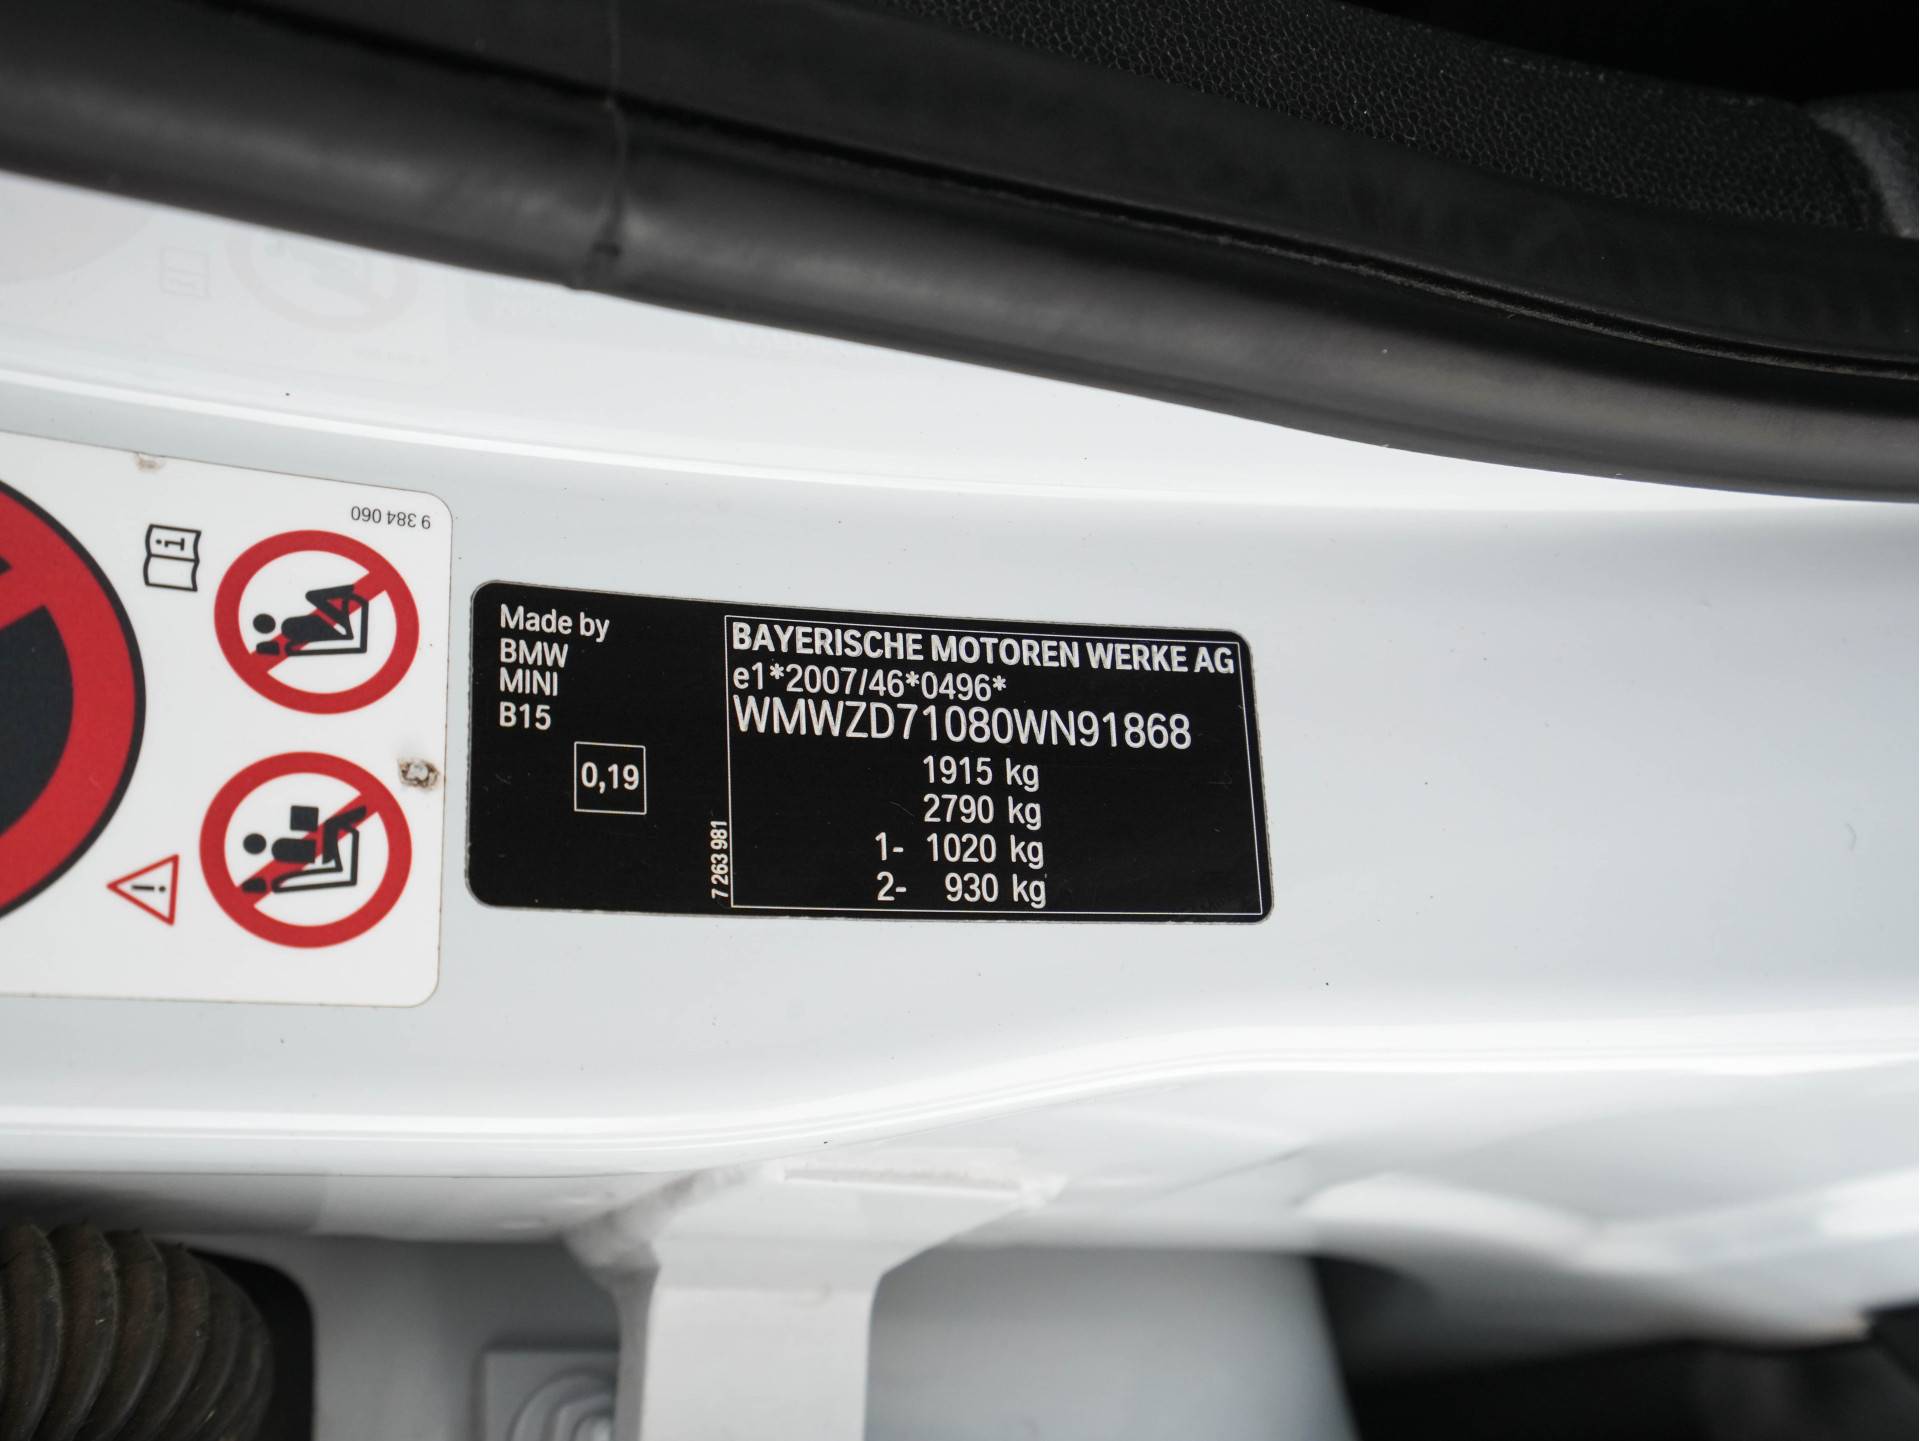 9 384 060
Made by
BMW
MINI
B15
0,19
7 263 981
BAYERISCHE MOTOREN WERKE AG
e1*2007/46*0496*
WMWZD71080WN91868
1915 kg
2790 kg
1- 1020 kg
2- 930 kg